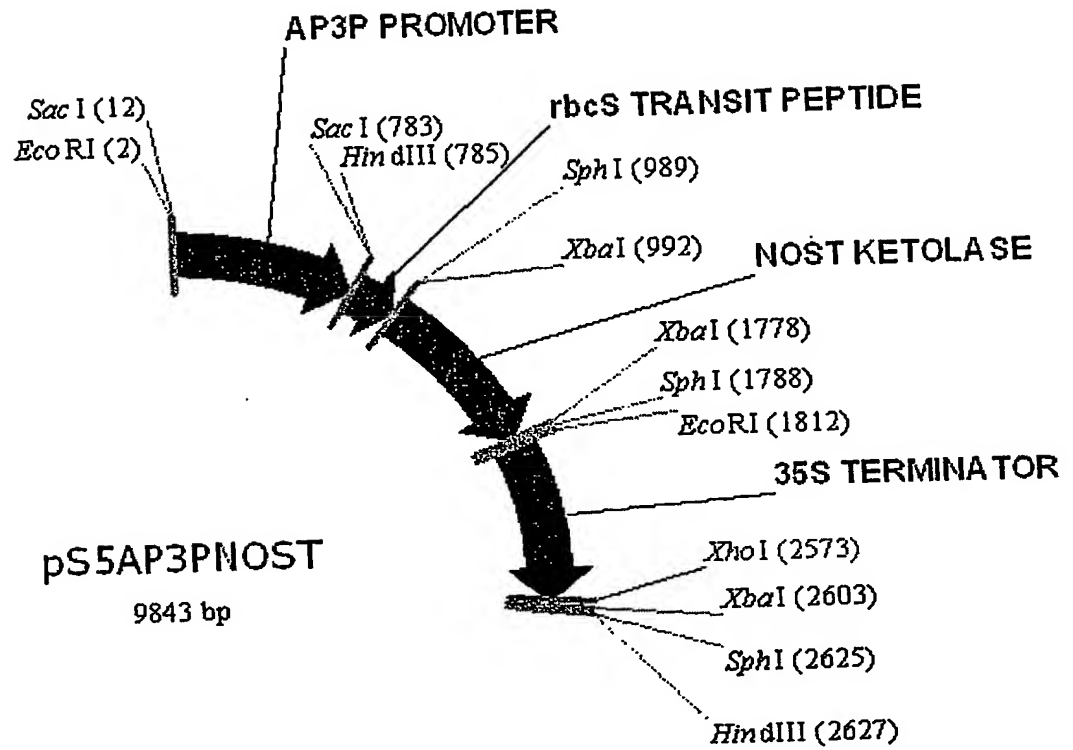 AP3P PROMOTER
Sac I (12)
EcoRI (2)
rbcS TRANSIT PEPTIDE
Sac I (783)
HindIII (785)
Sph I (989)
XbaI (992)
NOST KETOLASE
XbaI (1778)
SphI (1788)
EcoRI (1812)
35S TERMINATOR
pS5AP3PNOST
9843 bp
XhoI (2573)
XbaI (2603)
SphI (2625)
HindIII (2627)